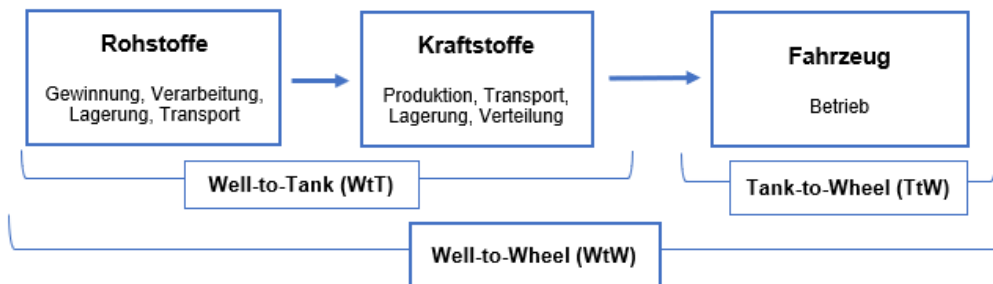 Rohstoffe
Gewinnung, Verarbeitung,
Lagerung, Transport
Kraftstoffe
Produktion, Transport,
Lagerung, Verteilung
Fahrzeug
Betrieb
Well-to-Tank (WtT)
Tank-to-Wheel (TtW)
Well-to-Wheel (WtW)